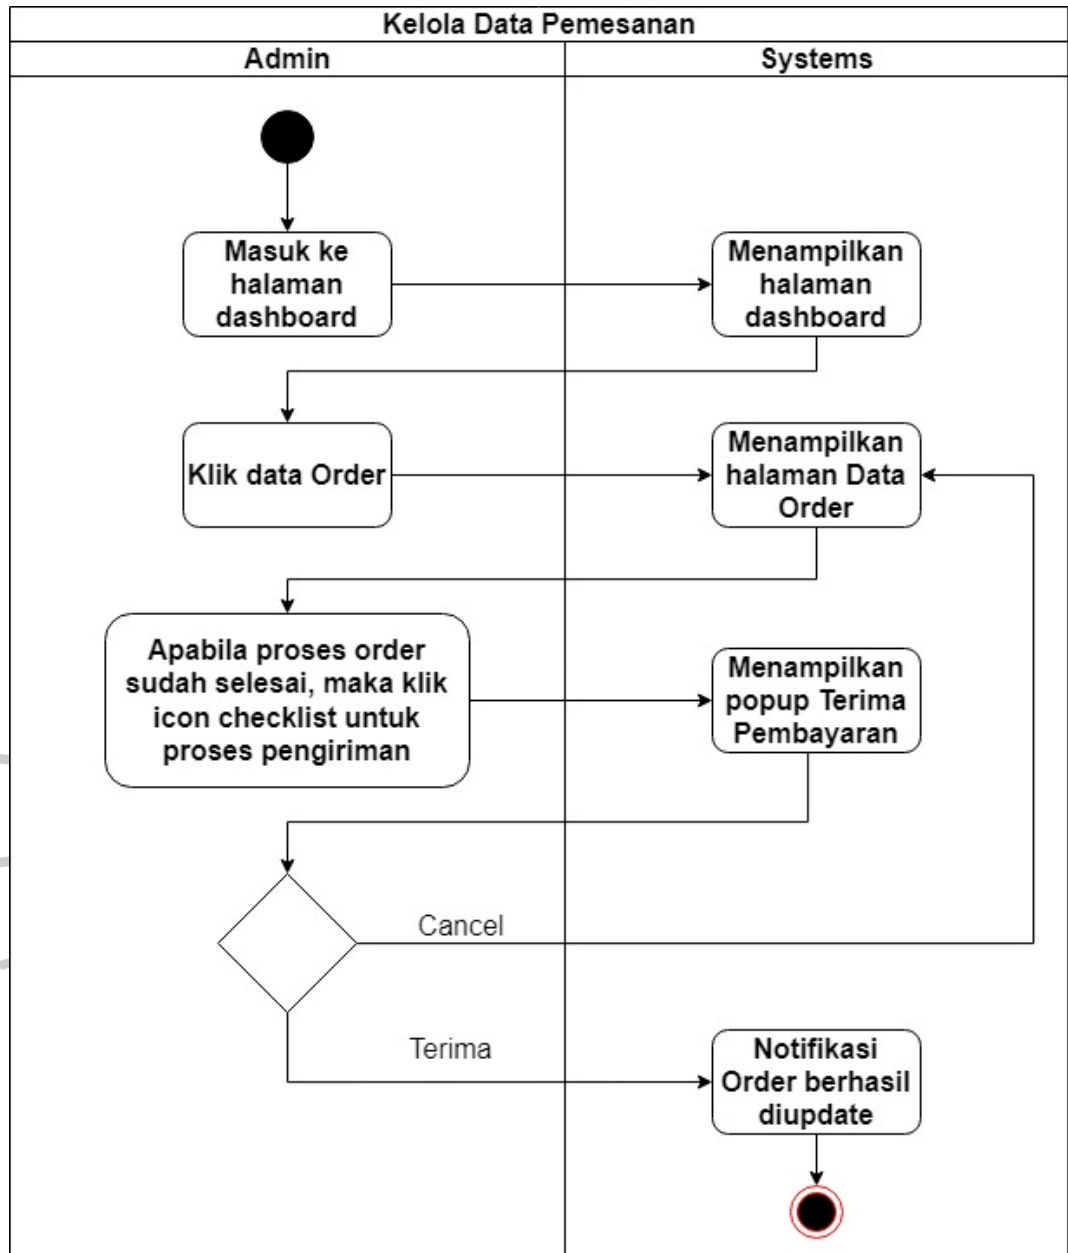 Kelola Data Pemesanan
Admin
Systems
Masuk ke
halaman
dashboard
Menampilkan
halaman
dashboard
Klik data Order
Menampilkan
halaman Data
Order
Apabila proses order
sudah selesai, maka klik
icon checklist untuk
proses pengiriman
Menampilkan
popup Terima
Pembayaran
Cancel
Terima
Notifikasi
Order berhasil
diupdate